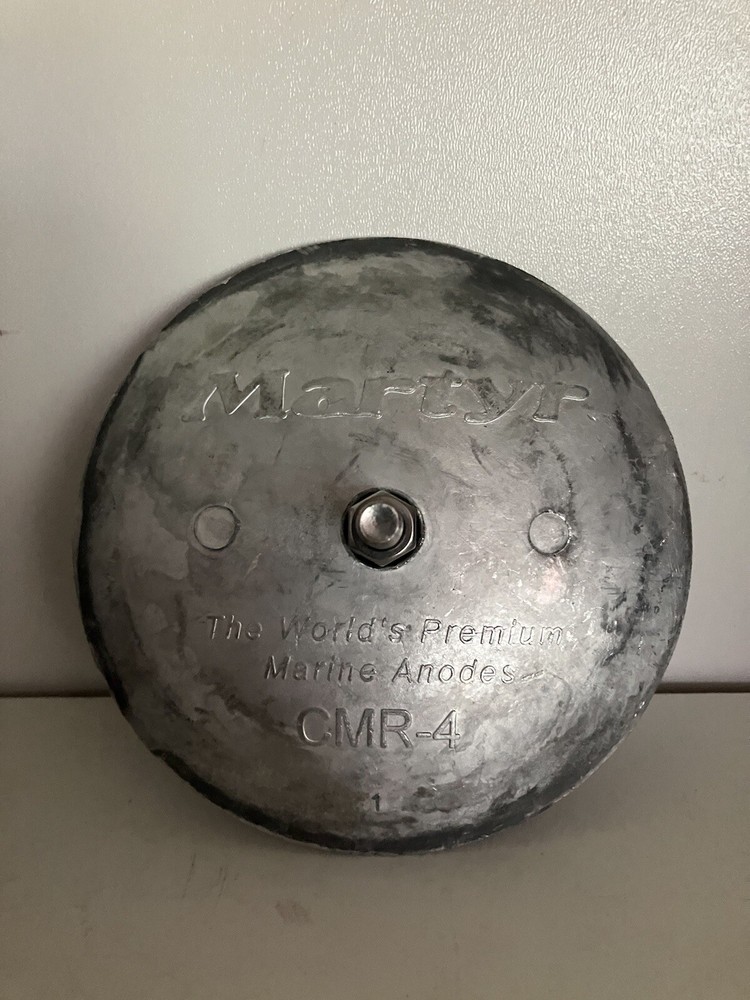 Martyr
The World's Premium
Marine Anodes
CMR-4
1